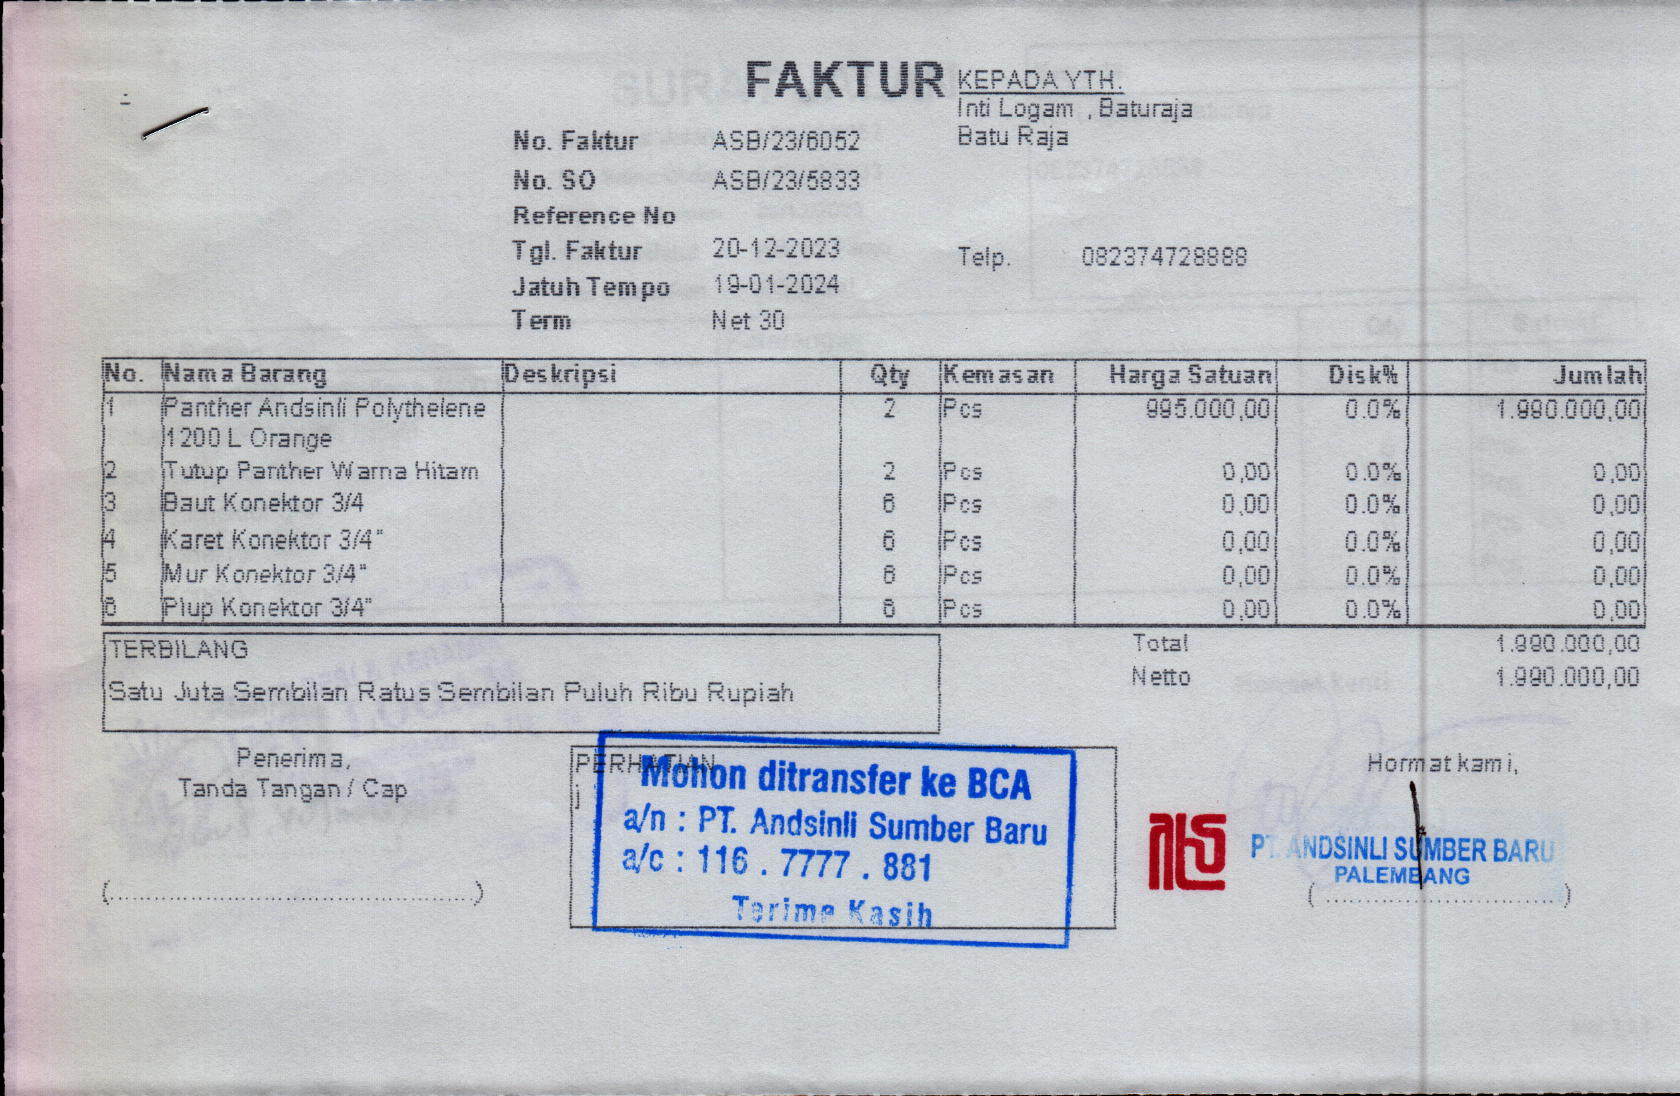 FAKTUR
KEPADA YTH.
Inti Logam , Baturaja
Batu Raja
No. Faktur ASB/23/6052
No. SO ASB/23/5833
Reference No
Tgl. Faktur 20-12-2023
Telp. : 082374728888
Jatuh Tempo 19-01-2024
Term Net 30
No. Nama Barang Deskripsi Qty Kemasan Harga Satuan Disk% Jumlah
1 Panther Andsinli Polythelene 2 Pcs 995.000,00 0.0% 1.990.000,00
1200 L Orange
2 Tutup Panther Warna Hitam 2 Pcs 0,00 0.0% 0,00
3 Baut Konektor 3/4 6 Pcs 0,00 0.0% 0,00
4 Karet Konektor 3/4" 6 Pcs 0,00 0.0% 0,00
5 Mur Konektor 3/4" 6 Pcs 0,00 0.0% 0,00
6 Plup Konektor 3/4" 6 Pcs 0,00 0.0% 0,00
TERBILANG
Satu Juta Sembilan Ratus Sembilan Puluh Ribu Rupiah
Total 1.990.000,00
Netto 1.990.000,00
Penerima,
Tanda Tangan / Cap
(..........................................)
PERHATIAN
j
Mohon ditransfer ke BCA
a/n : PT. Andsinli Sumber Baru
a/c : 116 . 7777 . 881
Terima Kasih
Hormat kami,
PT. ANDSINLI SUMBER BARU
PALEMBANG
(..............................)